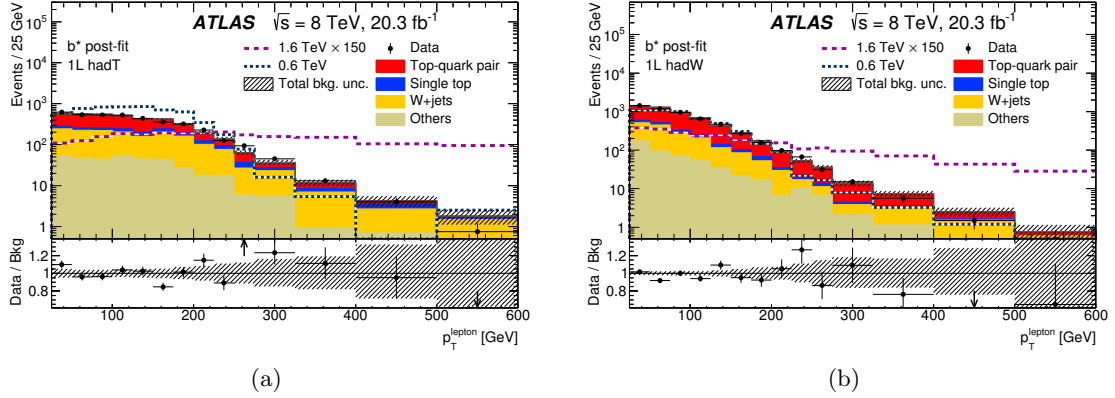 ATLAS √s = 8 TeV, 20.3 fb⁻¹
Events / 25 GeV
10⁵
10⁴
10³
10²
10
1
b* post-fit
1L hadT
1.6 TeV × 150
0.6 TeV
Total bkg. unc.
Data
Top-quark pair
Single top
W+jets
Others
Data / Bkg
1.2
1
0.8
100 200 300 400 500 600
p_T^lepton [GeV]
(a)
ATLAS √s = 8 TeV, 20.3 fb⁻¹
Events / 25 GeV
10⁵
10⁴
10³
10²
10
1
b* post-fit
1L hadW
1.6 TeV × 150
0.6 TeV
Total bkg. unc.
Data
Top-quark pair
Single top
W+jets
Others
Data / Bkg
1.2
1
0.8
100 200 300 400 500 600
p_T^lepton [GeV]
(b)